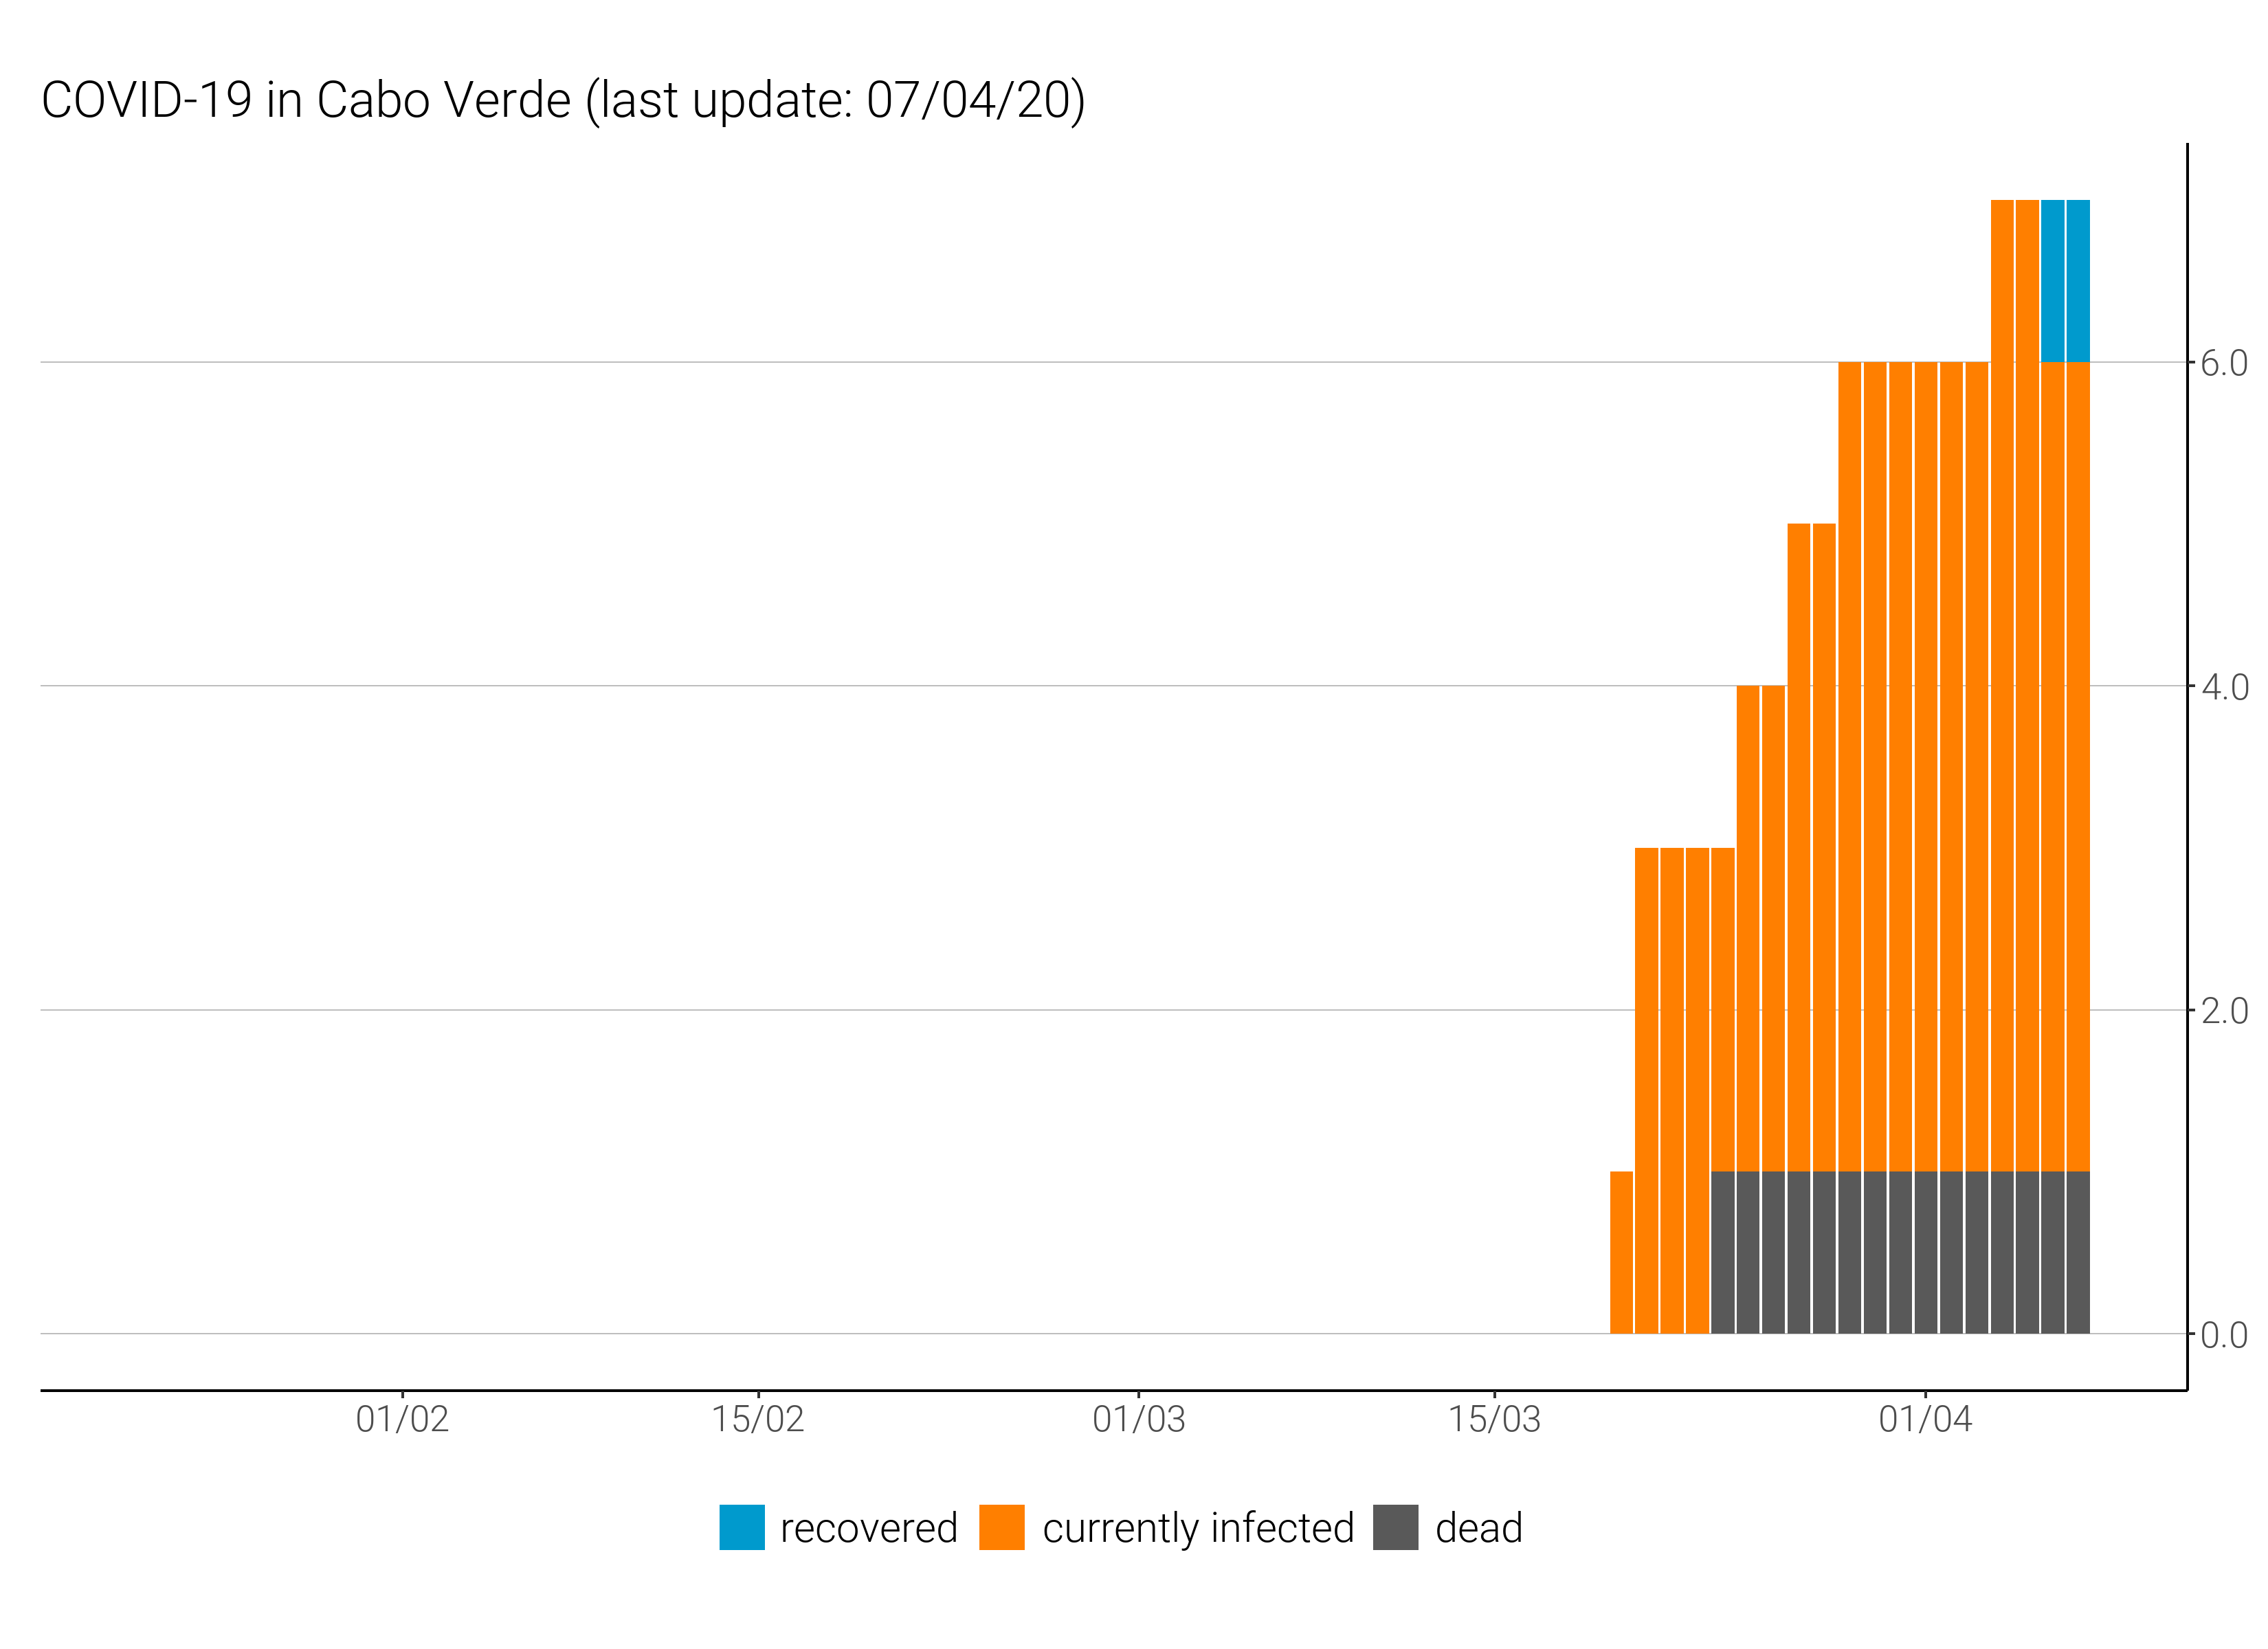 COVID-19 in Cabo Verde (last update: 07/04/20)
6.0
4.0
2.0
0.0
01/02 15/02 01/03 15/03 01/04
recovered currently infected dead